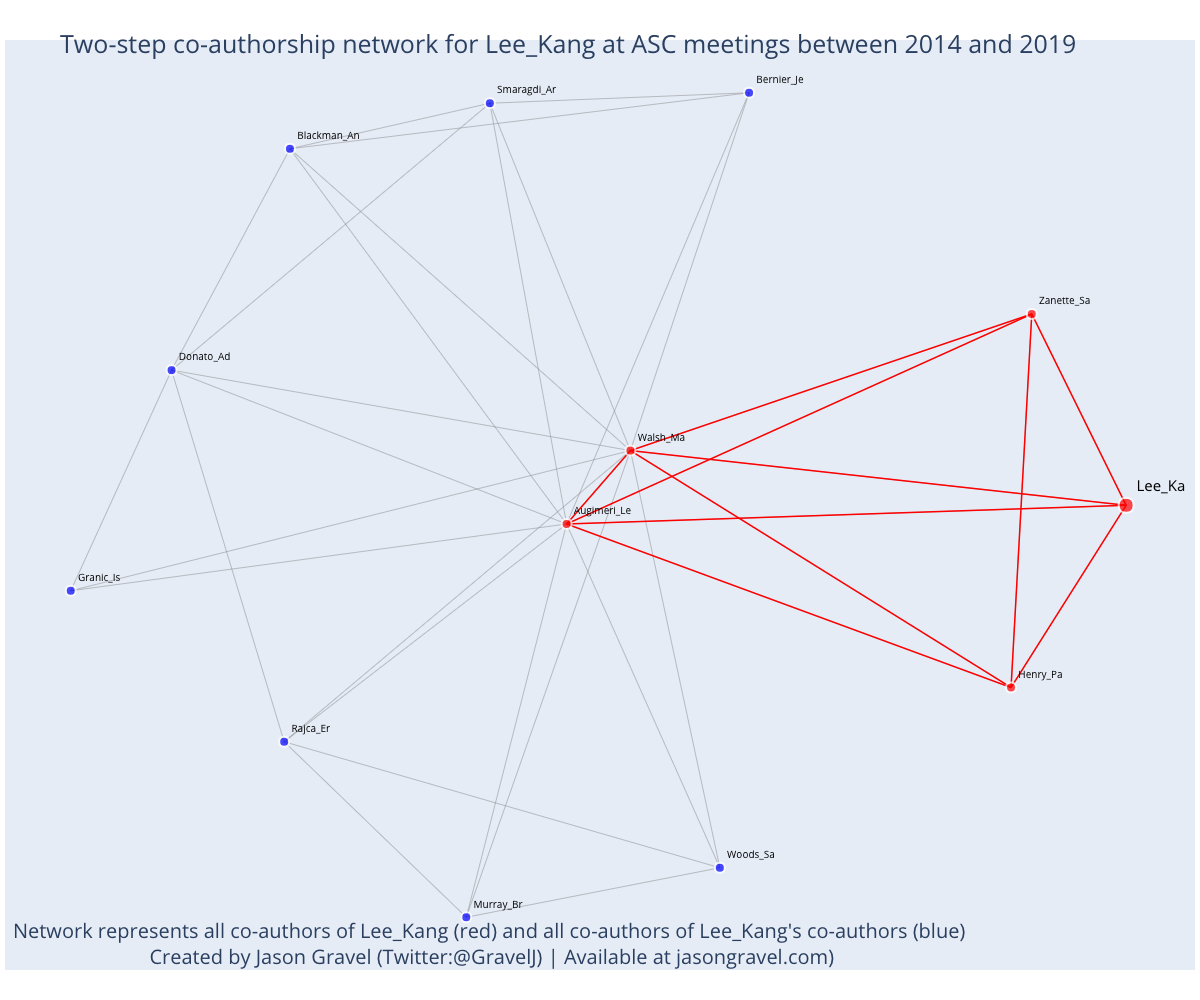 Two-step co-authorship network for Lee_Kang at ASC meetings between 2014 and 2019
Bernier_Je
Smaragdi_Ar
Blackman_An
Zanette_Sa
Donato_Ad
Walsh_Ma
Lee_Ka
Augimeri_Le
Granic_Is
Henry_Pa
Rajca_Er
Woods_Sa
Murray_Br
Network represents all co-authors of Lee_Kang (red) and all co-authors of Lee_Kang's co-authors (blue)
Created by Jason Gravel (Twitter:@GravelJ) | Available at jasongravel.com)